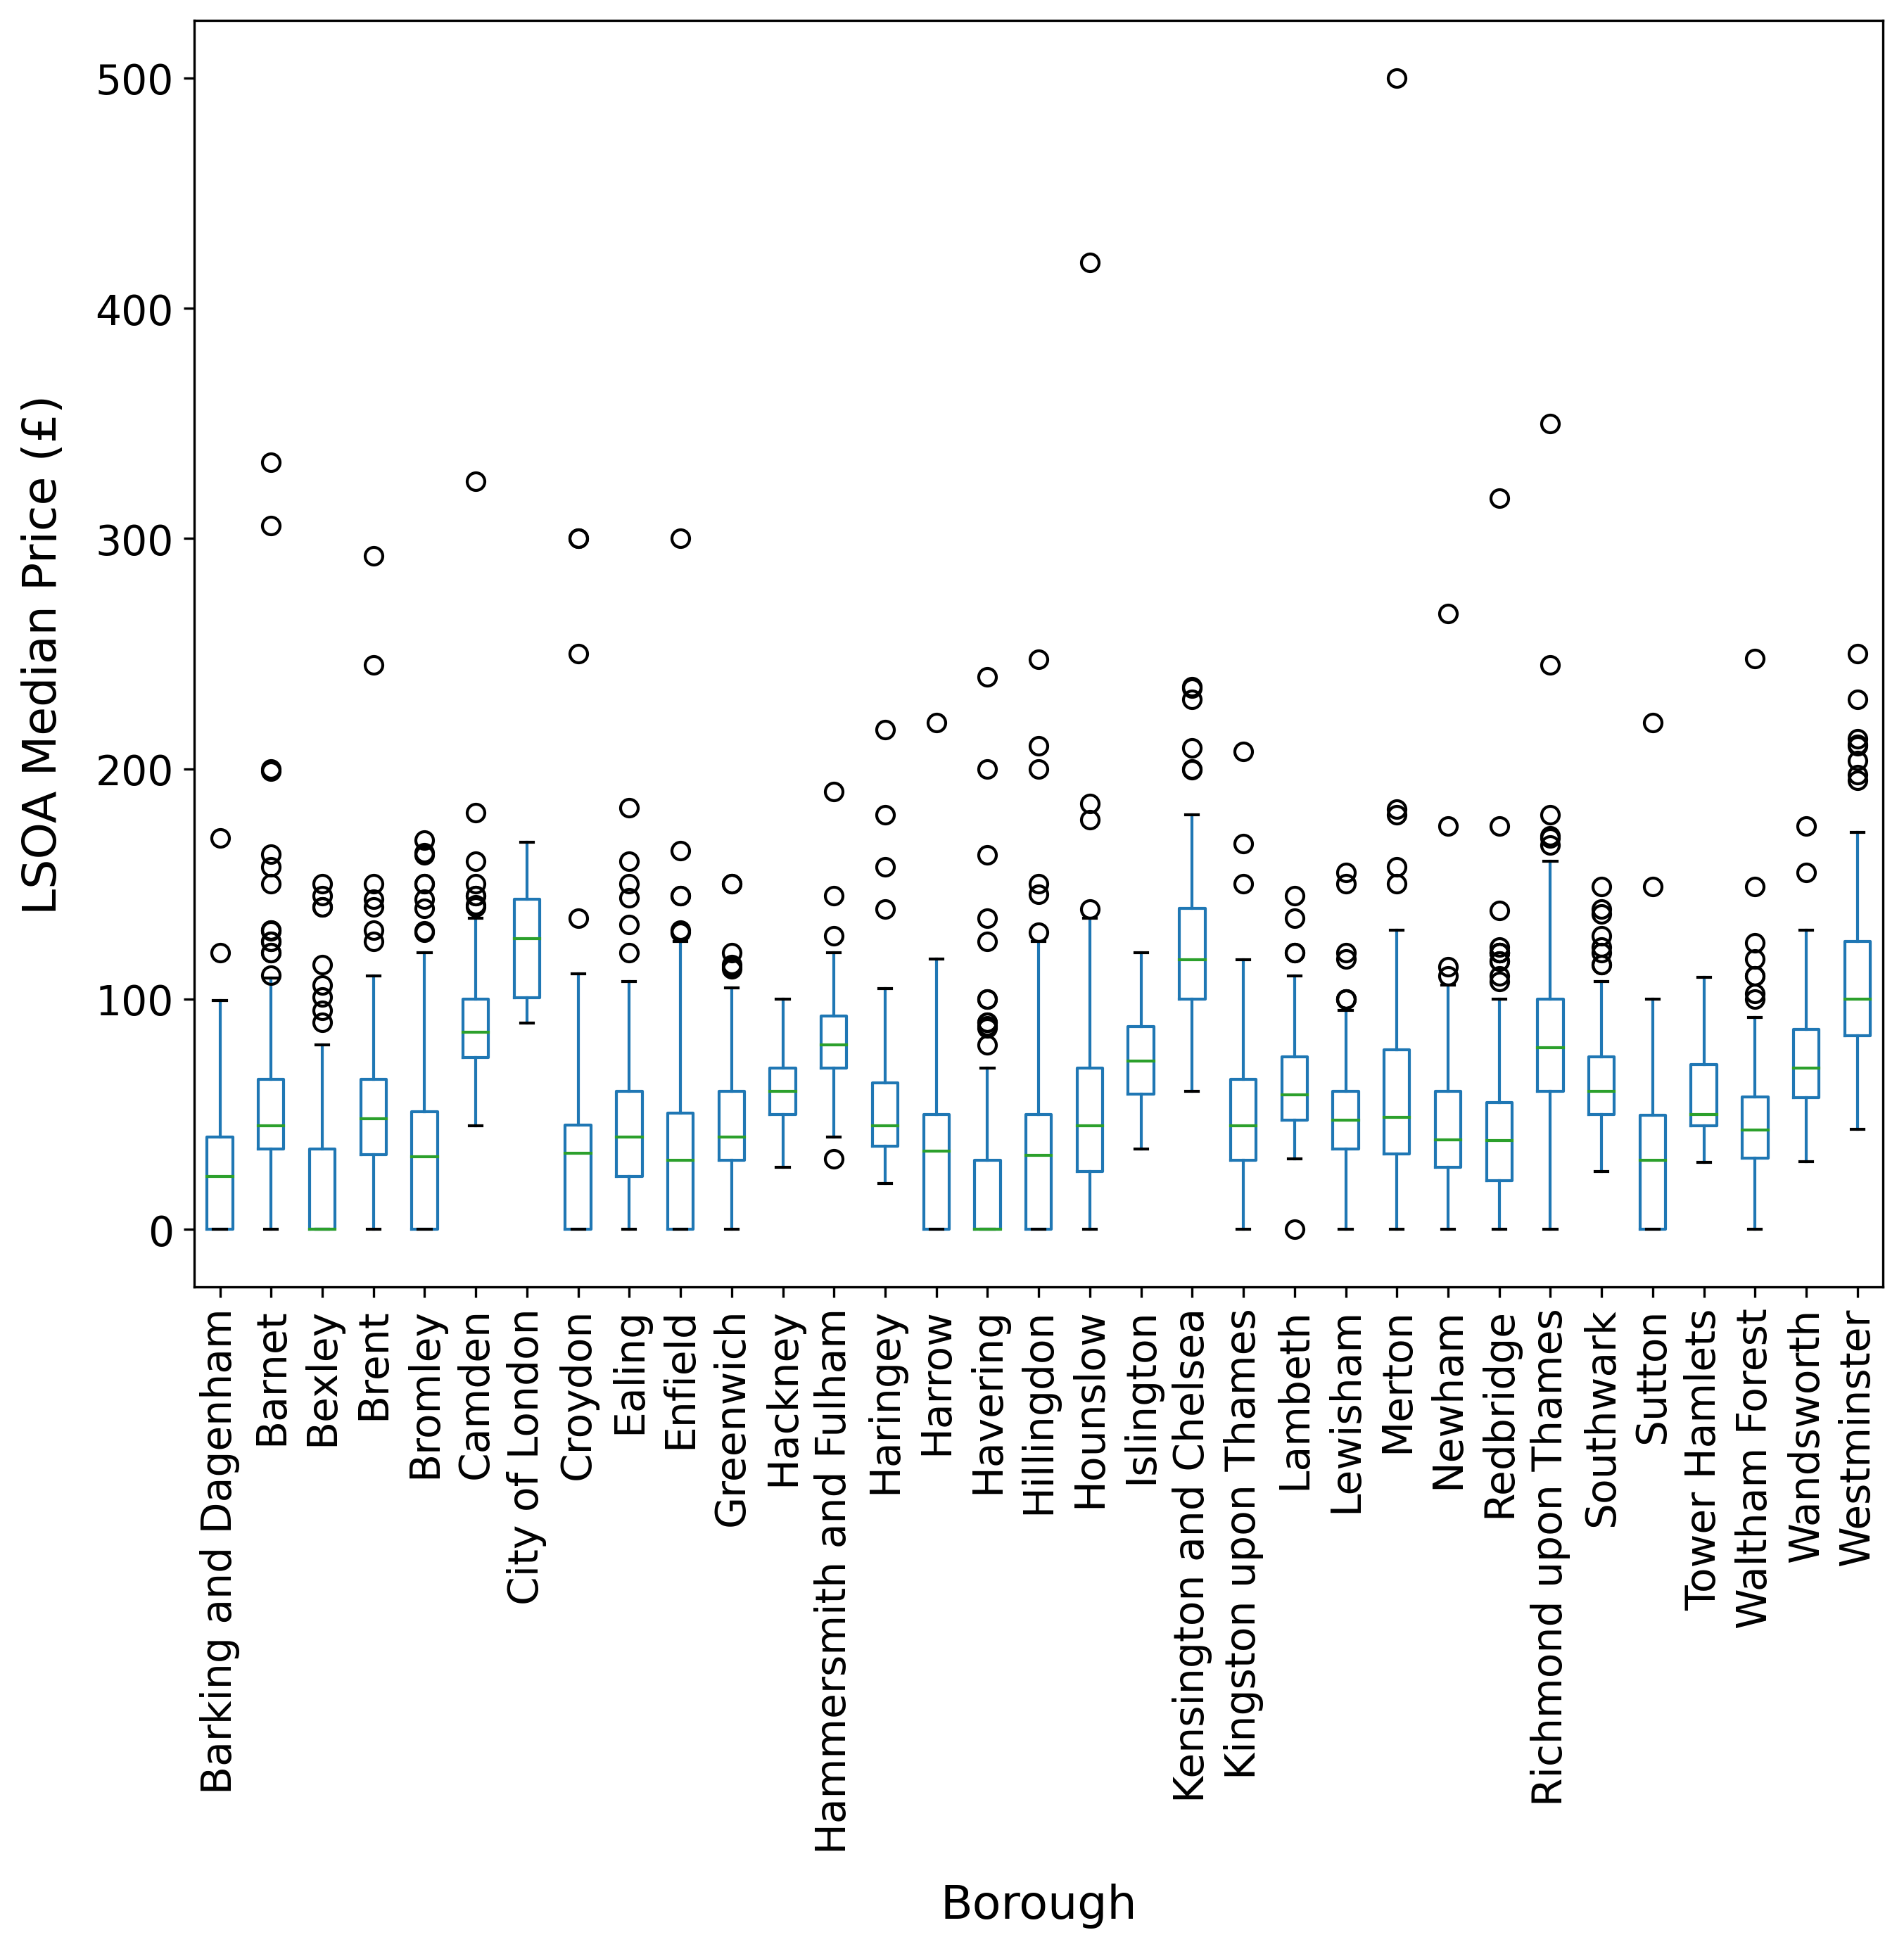 LSOA Median Price (£)
500
400
300
200
100
0
Barking and Dagenham
Barnet
Bexley
Brent
Bromley
Camden
City of London
Croydon
Ealing
Enfield
Greenwich
Hackney
Hammersmith and Fulham
Haringey
Harrow
Havering
Hillingdon
Hounslow
Islington
Kensington and Chelsea
Kingston upon Thames
Lambeth
Lewisham
Merton
Newham
Redbridge
Richmond upon Thames
Southwark
Sutton
Tower Hamlets
Waltham Forest
Wandsworth
Westminster
Borough